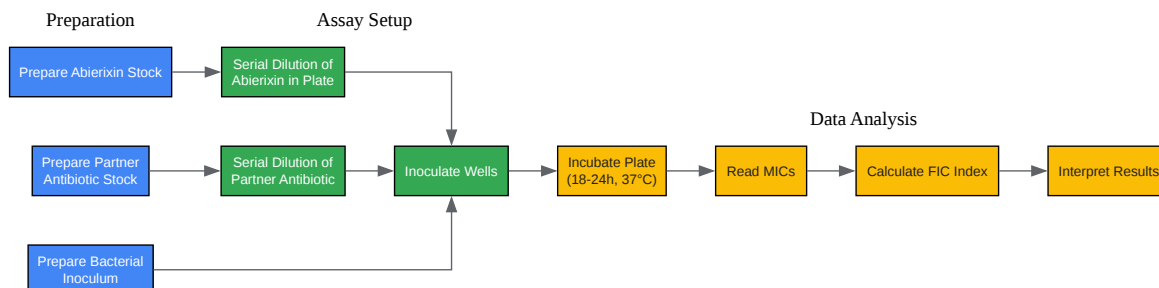 Preparation
Assay Setup
Prepare Abierixin Stock
Serial Dilution of
Abierixin in Plate
Data Analysis
Prepare Partner
Antibiotic Stock
Serial Dilution of
Partner Antibiotic
Inoculate Wells
Incubate Plate
(18-24h, 37°C)
Read MICs
Calculate FIC Index
Interpret Results
Prepare Bacterial
Inoculum